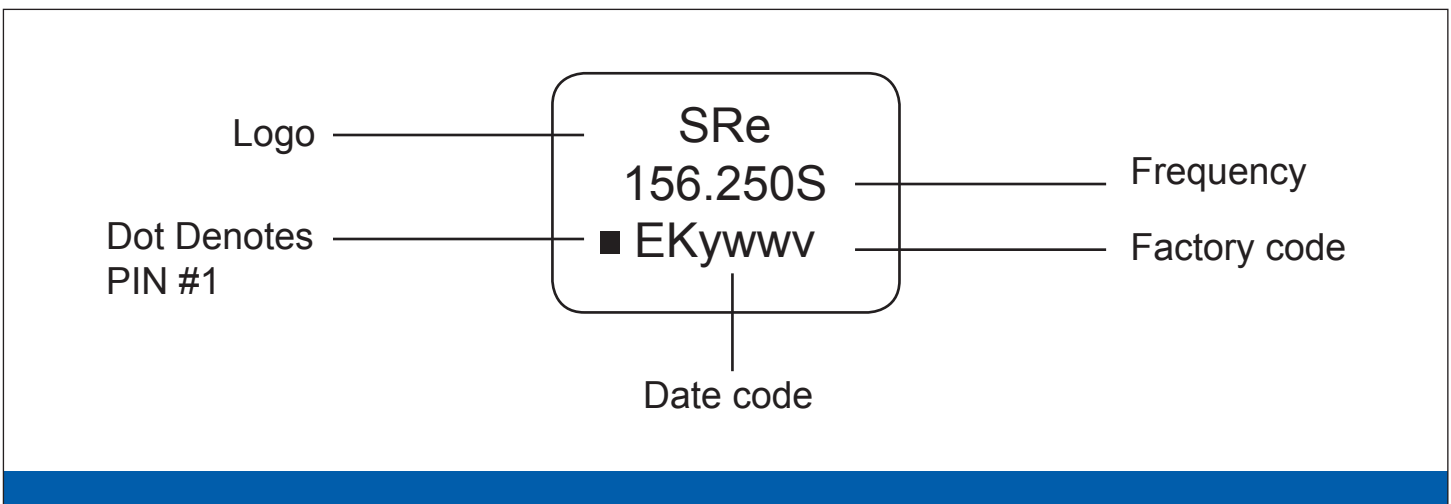 Logo
SRe
156.250S
Frequency
Dot Denotes
PIN #1
EKywwv
Factory code
Date code